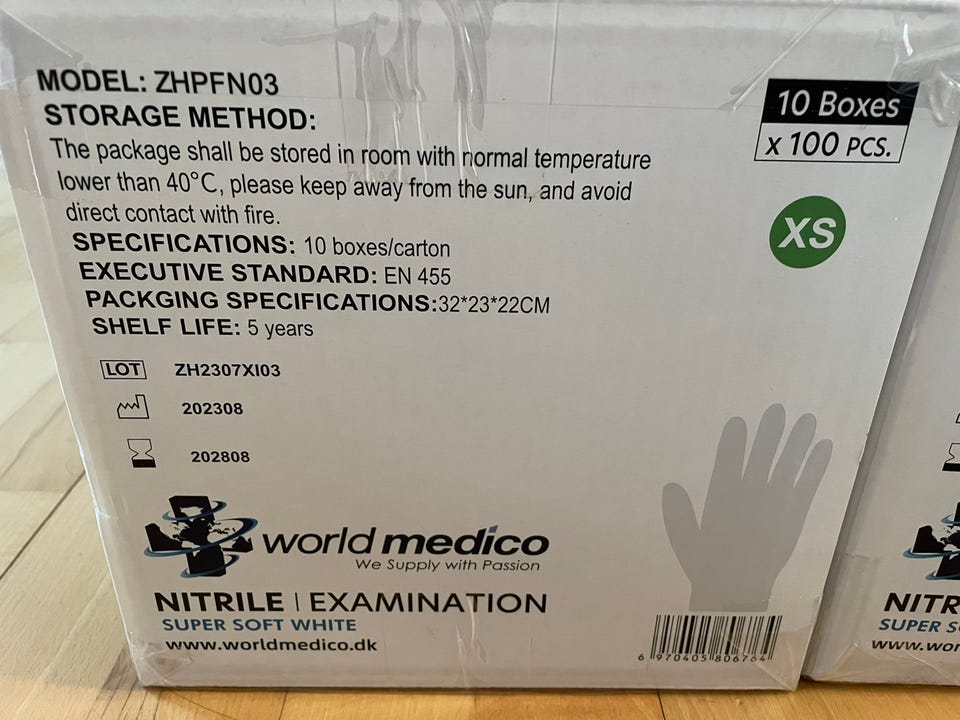 MODEL: ZHPFN03
STORAGE METHOD:
The package shall be stored in room with normal temperature
lower than 40°C, please keep away from the sun, and avoid
direct contact with fire.
SPECIFICATIONS: 10 boxes/carton
EXECUTIVE STANDARD: EN 455
PACKGING SPECIFICATIONS:32*23*22CM
SHELF LIFE: 5 years
LOT ZH2307XI03
202308
202808
10 Boxes
x 100 PCS.
XS
world medico
We Supply with Passion
NITRILE | EXAMINATION
SUPER SOFT WHITE
www.worldmedico.dk
6 970405 806764
NITR
SUPER S
www.wor